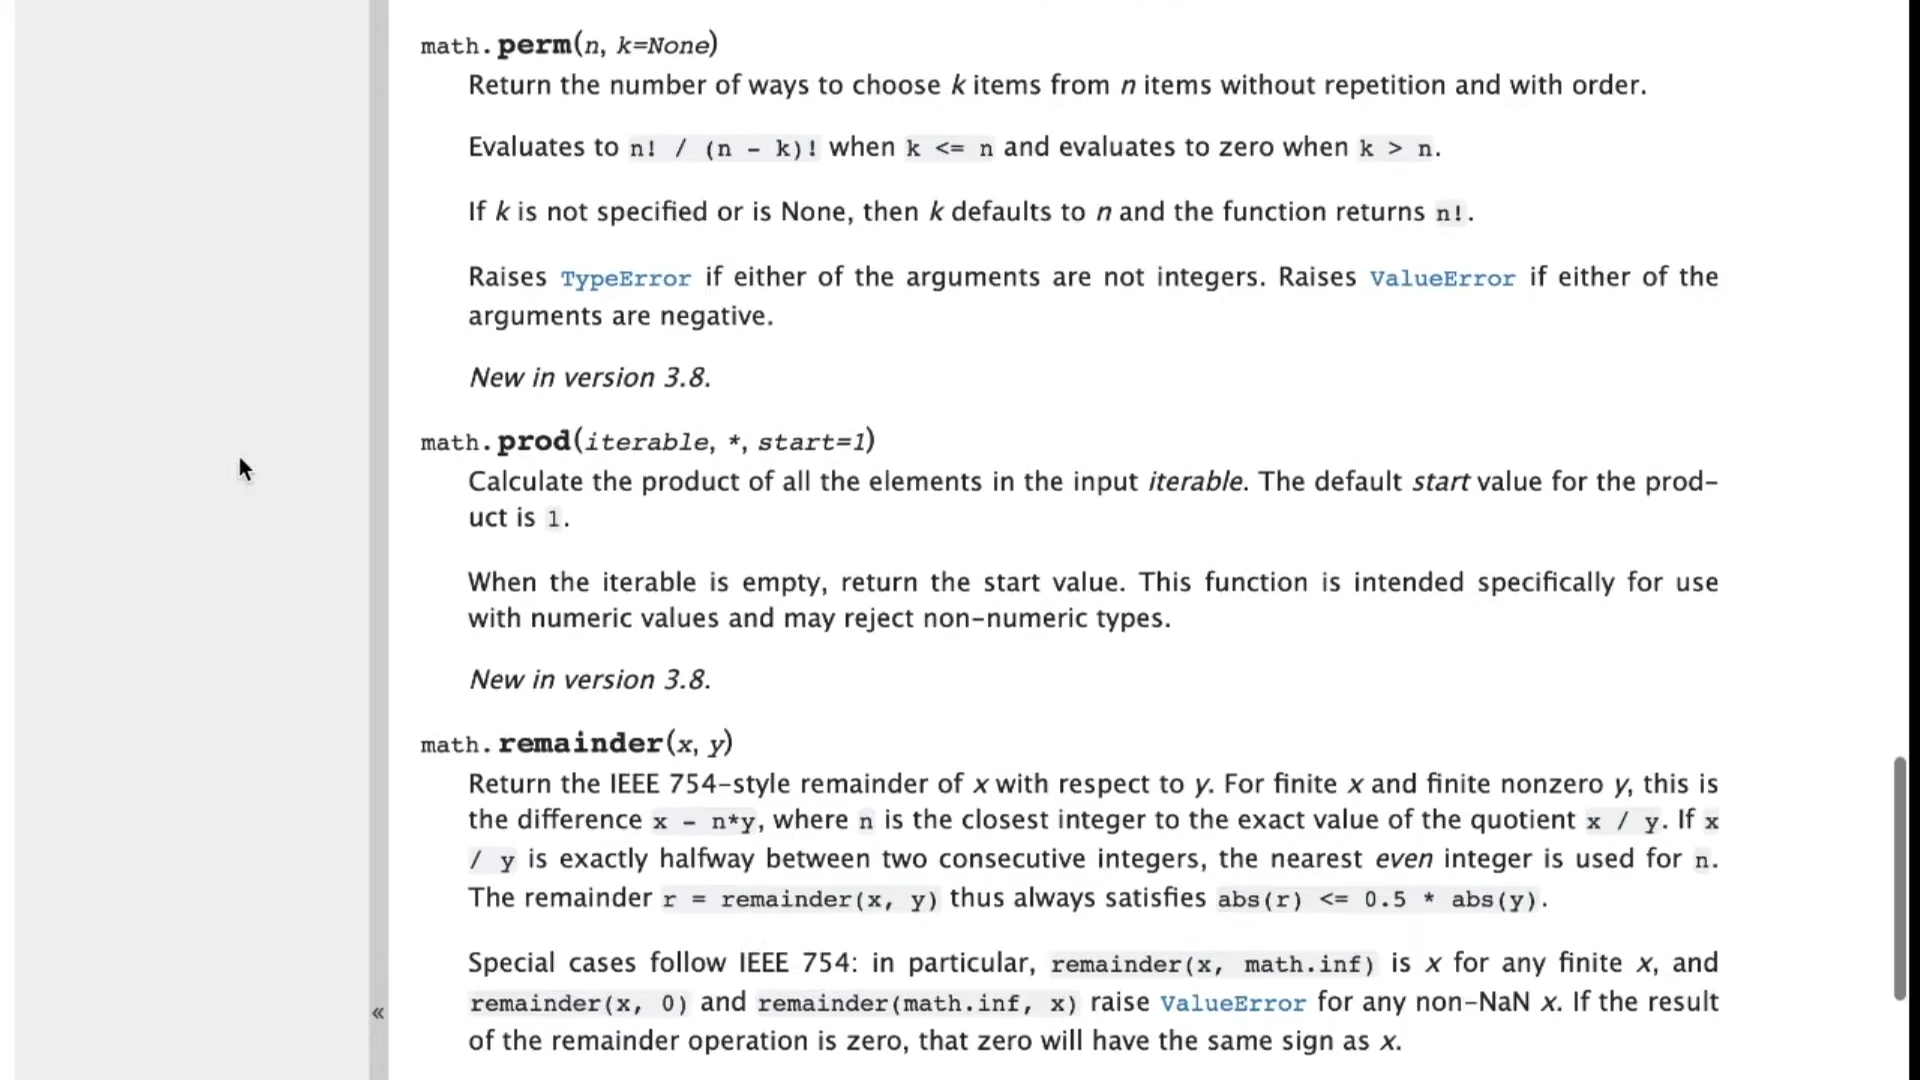 math.perm(n, k=None)
Return the number of ways to choose k items from n items without repetition and with order.
Evaluates to n! / (n - k)! when k <= n and evaluates to zero when k > n.
If k is not specified or is None, then k defaults to n and the function returns n!.
Raises TypeError if either of the arguments are not integers. Raises ValueError if either of the
arguments are negative.
New in version 3.8.
math.prod(iterable, *, start=1)
Calculate the product of all the elements in the input iterable. The default start value for the prod-
uct is 1.
When the iterable is empty, return the start value. This function is intended specifically for use
with numeric values and may reject non-numeric types.
New in version 3.8.
math.remainder(x, y)
Return the IEEE 754-style remainder of x with respect to y. For finite x and finite nonzero y, this is
the difference x - n*y, where n is the closest integer to the exact value of the quotient x / y. If x
/ y is exactly halfway between two consecutive integers, the nearest even integer is used for n.
The remainder r = remainder(x, y) thus always satisfies abs(r) <= 0.5 * abs(y).
Special cases follow IEEE 754: in particular, remainder(x, math.inf) is x for any finite x, and
remainder(x, 0) and remainder(math.inf, x) raise ValueError for any non-NaN x. If the result
of the remainder operation is zero, that zero will have the same sign as x.
«